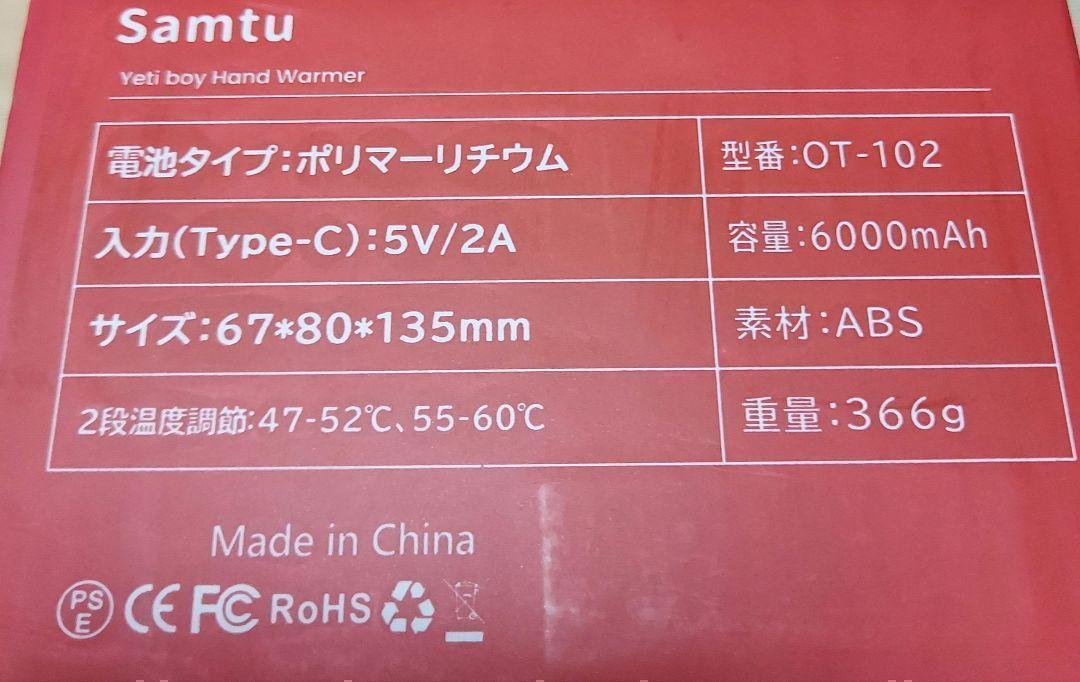 Samtu
Yeti boy Hand Warmer
電池タイプ:ポリマーリチウム
型番:OT-102
入力(Type-C):5V/2A
容量:6000mAh
サイズ:67*80*135mm
素材:ABS
2段温度調節:47-52℃、55-60℃
重量:366g
Made in China
PS E CE FC RoHS